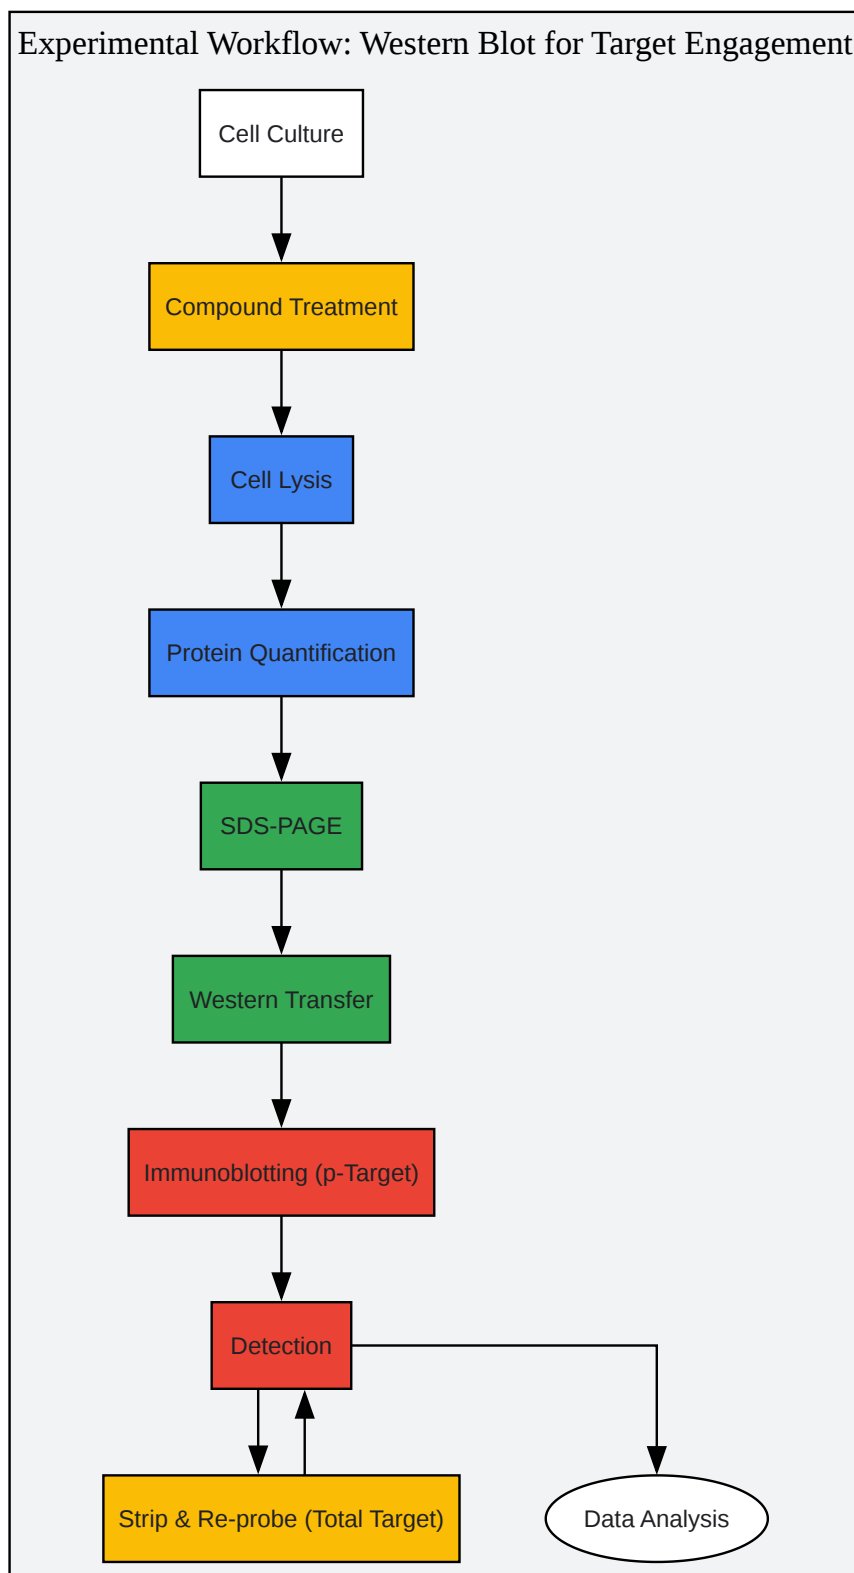 Experimental Workflow: Western Blot for Target Engagement
Cell Culture
Compound Treatment
Cell Lysis
Protein Quantification
SDS-PAGE
Western Transfer
Immunoblotting (p-Target)
Detection
Strip & Re-probe (Total Target)
Data Analysis